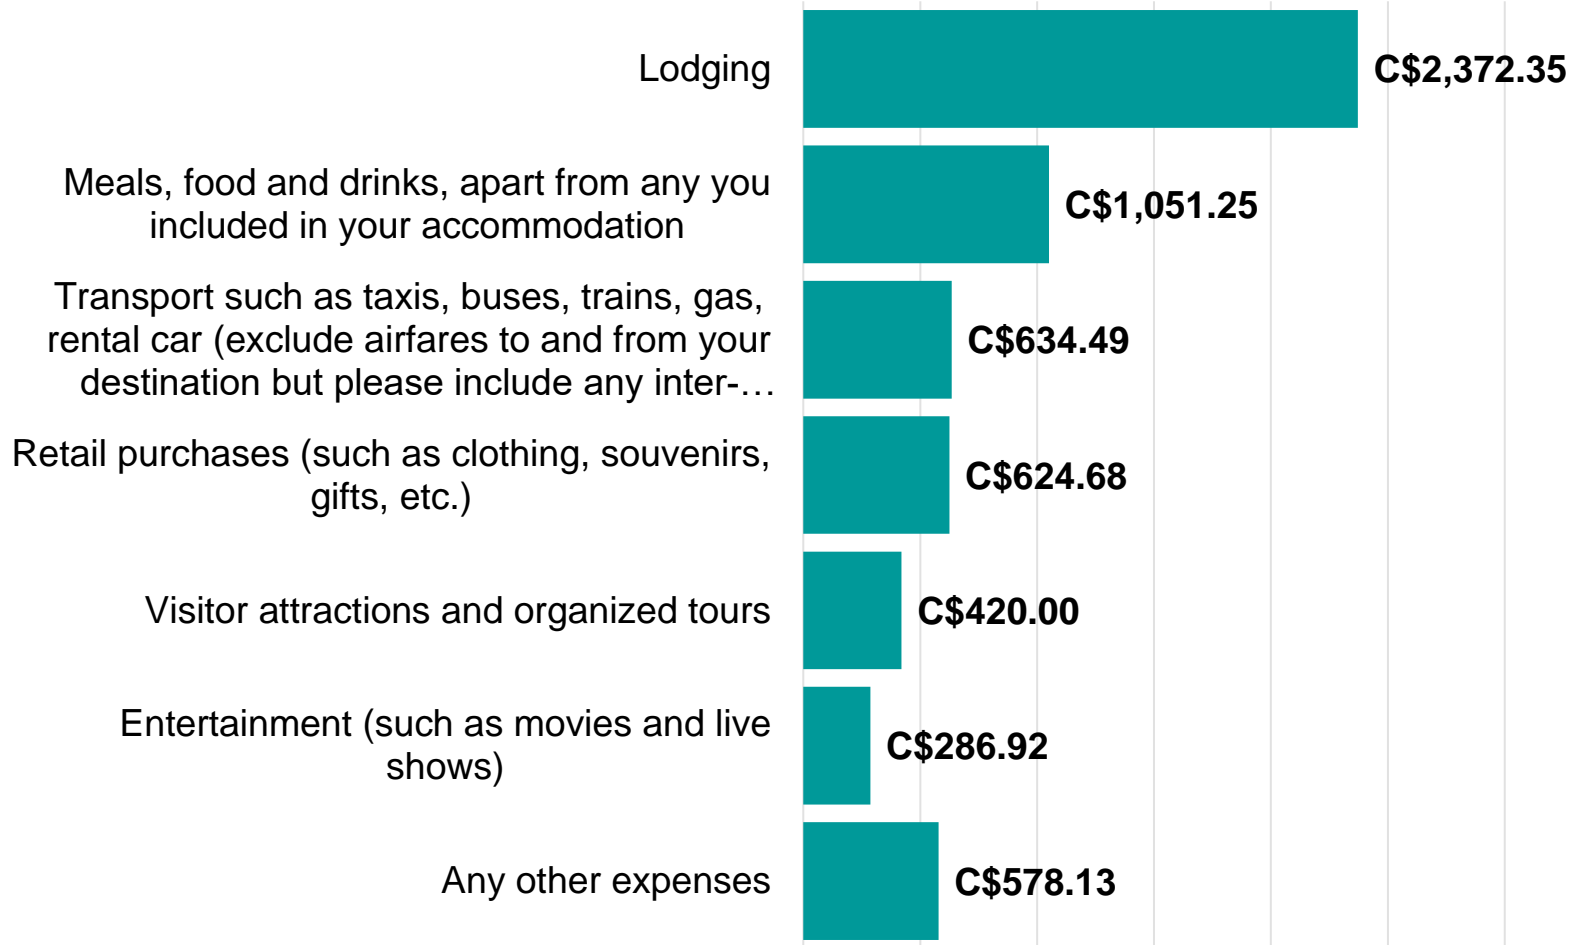 Lodging
C$2,372.35
Meals, food and drinks, apart from any you
included in your accommodation
C$1,051.25
Transport such as taxis, buses, trains, gas,
rental car (exclude airfares to and from your
destination but please include any inter-…
C$634.49
Retail purchases (such as clothing, souvenirs,
gifts, etc.)
C$624.68
Visitor attractions and organized tours
C$420.00
Entertainment (such as movies and live
shows)
C$286.92
Any other expenses
C$578.13